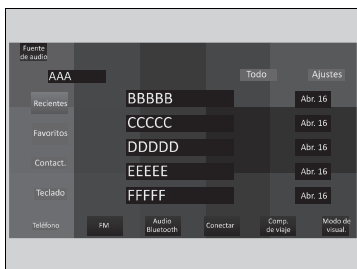 Fuente
de audio
AAA
Todo
Ajustes
Recientes
BBBBB
Abr. 16
Favoritos
CCCCC
Abr. 16
DDDDD
Abr. 16
Contact.
EEEEE
Abr. 16
Teclado
FFFFF
Abr. 16
Teléfono
FM
Audio
Bluetooth
Conectar
Comp.
de viaje
Modo de
visual.